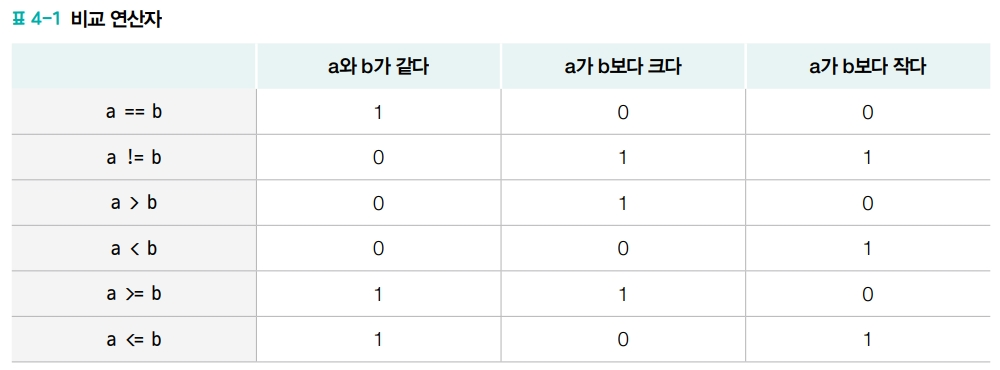 표 4-1 비교 연산자
a와 b가 같다 a가 b보다 크다 a가 b보다 작다
a == b 1 0 0
a != b 0 1 1
a > b 0 1 0
a < b 0 0 1
a >= b 1 1 0
a <= b 1 0 1